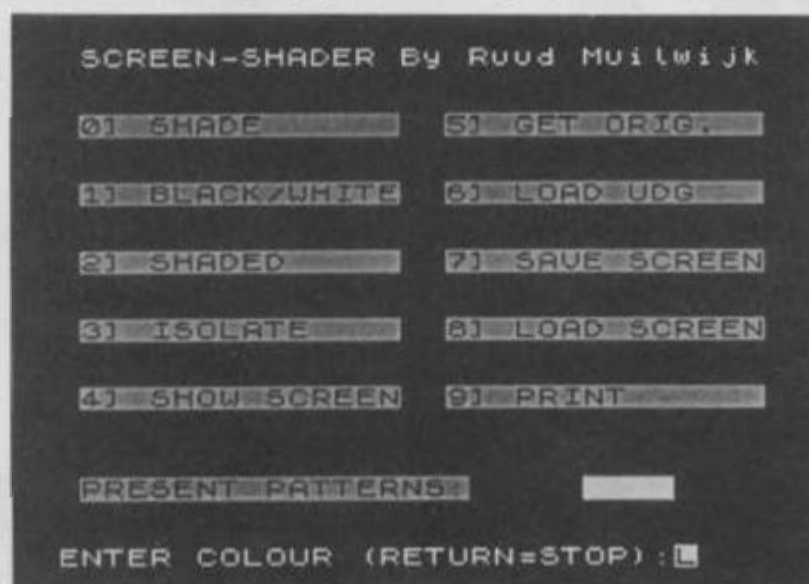 SCREEN-SHADER By Ruud Muilwijk
0] SHADE
5] GET ORIG.
1] BLACK/WHITE
6] LOAD UDG
2] SHADED
7] SAVE SCREEN
3] ISOLATE
8] LOAD SCREEN
4] SHOW SCREEN
9] PRINT
PRESENT PATTERNS:
ENTER COLOUR (RETURN=STOP):L